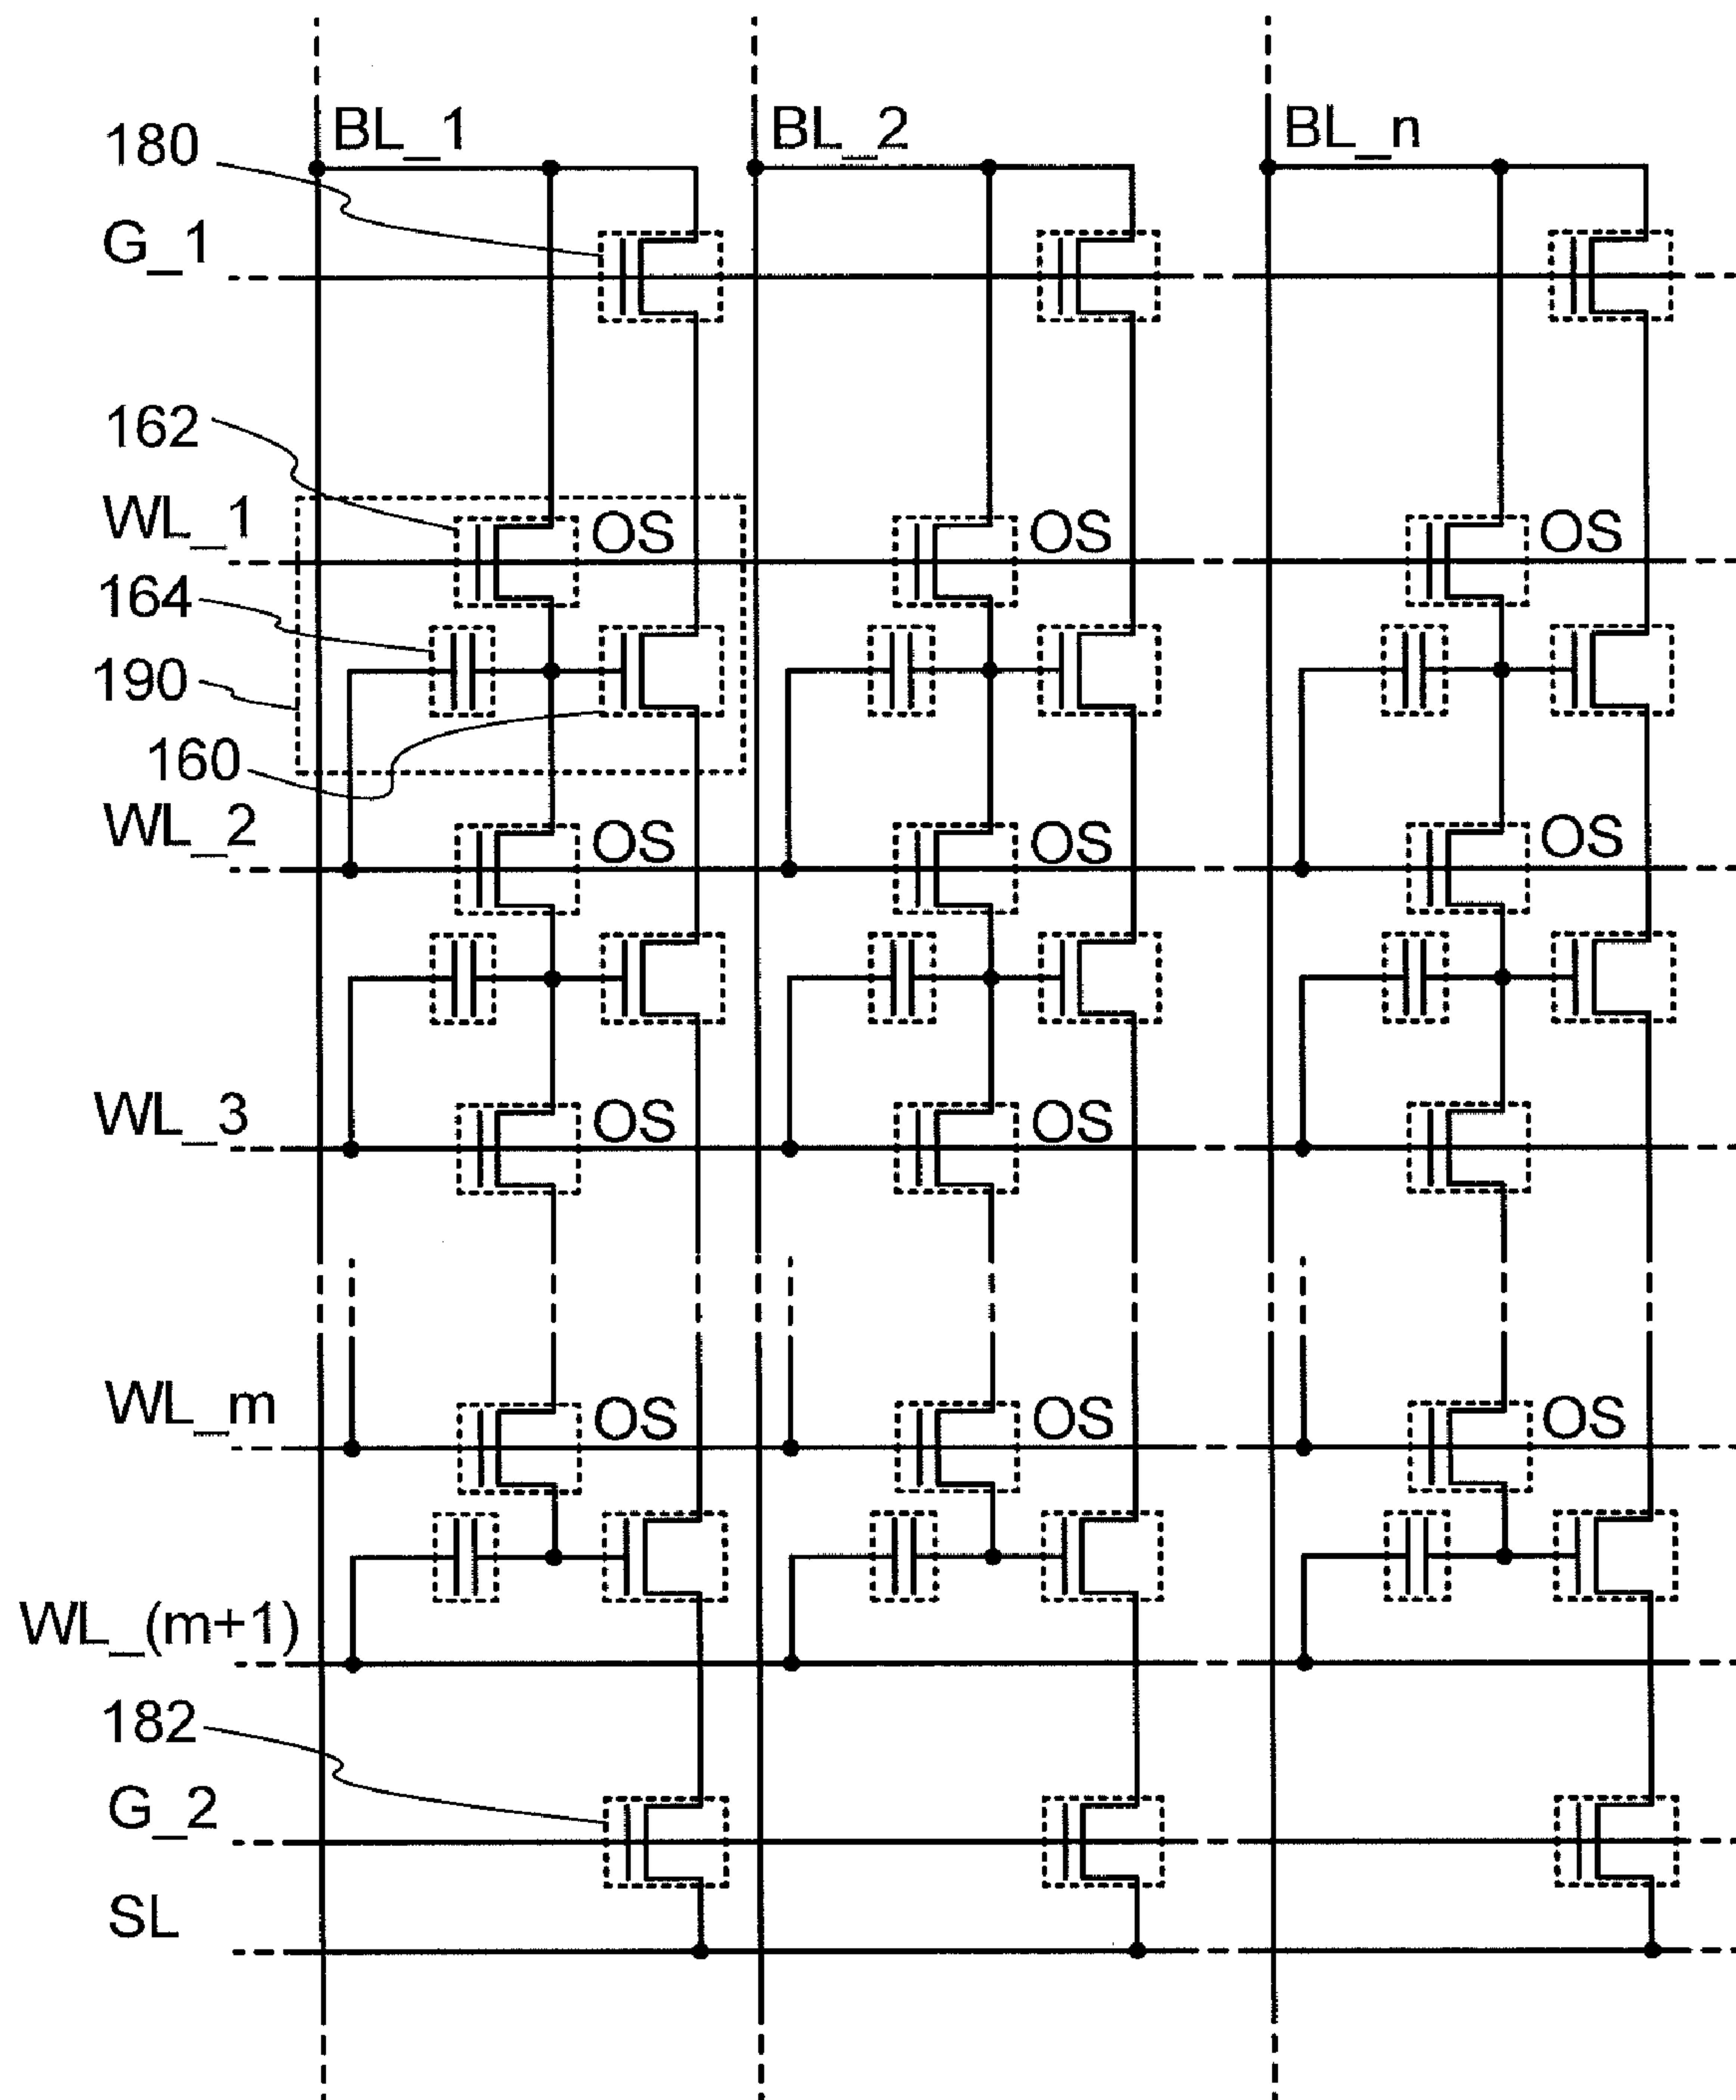 BL_1 BL_2 BL_n
180
G_1
162
WL_1 OS OS OS
164
190
160
WL_2 OS OS OS
WL_3 OS OS
WL_m OS OS OS
WL_(m+1)
182
G_2
SL